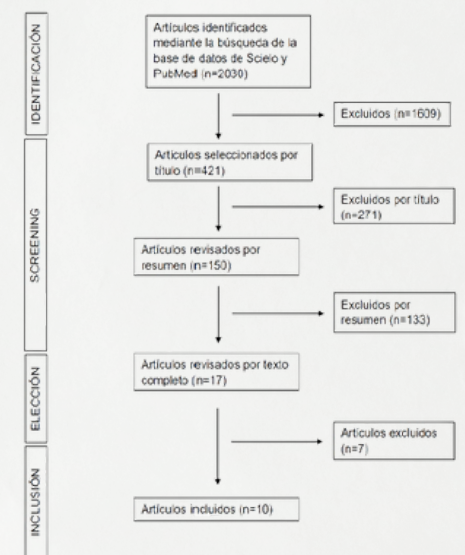 IDENTIFICACIÓN
Artículos identificados
mediante la búsqueda de la
base de datos de Scielo y
PubMed (n=2030)
Excluidos (n=1609)
SCREENING
Artículos seleccionados por
título (n=421)
Excluidos por título
(n=271)
Artículos revisados por
resumen (n=150)
Excluidos por
resumen (n=133)
ELECCIÓN
Artículos revisados por texto
completo (n=17)
Artículos excluidos
(n=7)
INCLUSIÓN
Artículos incluidos (n=10)